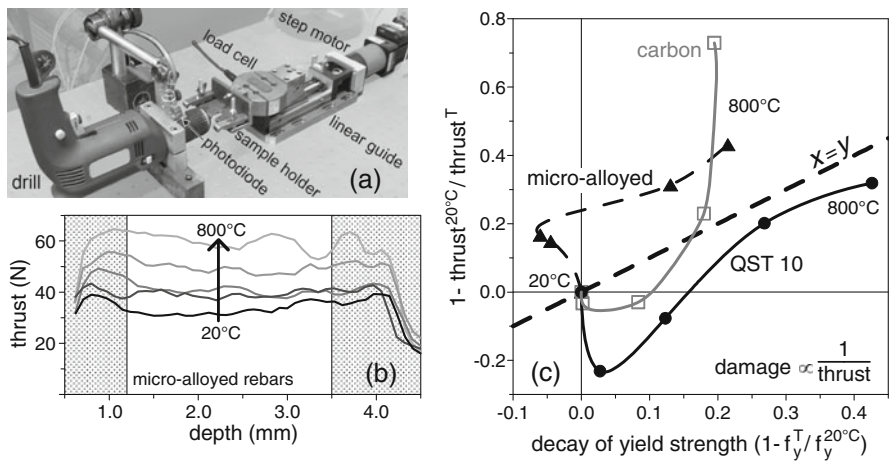 step motor
load cell
(a)
drill
photodiode
sample holder
linear guide
thrust (N)
60
40
20
800°C
20°C
micro-alloyed rebars
(b)
1.0
2.0
3.0
4.0
depth (mm)
1- thrust^20°C / thrust^T
0.8
0.6
0.4
0.2
0.0
-0.2
carbon
800°C
micro-alloyed
x=y
800°C
20°C
QST 10
(c)
damage ∝ 1/thrust
-0.1
0.0
0.1
0.2
0.3
0.4
decay of yield strength (1- f_y^T / f_y^20°C)